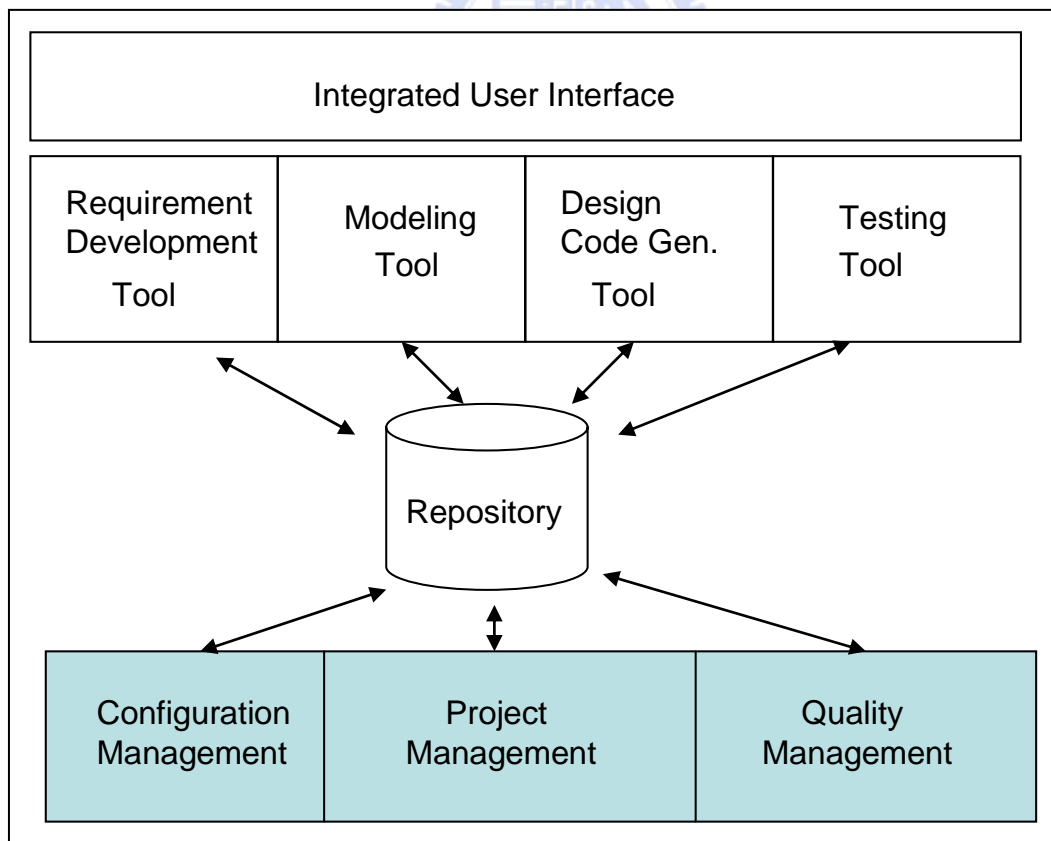 Integrated User Interface
Requirement
Development
Tool
Modeling
Tool
Design
Code Gen.
Tool
Testing
Tool
Repository
Configuration
Management
Project
Management
Quality
Management